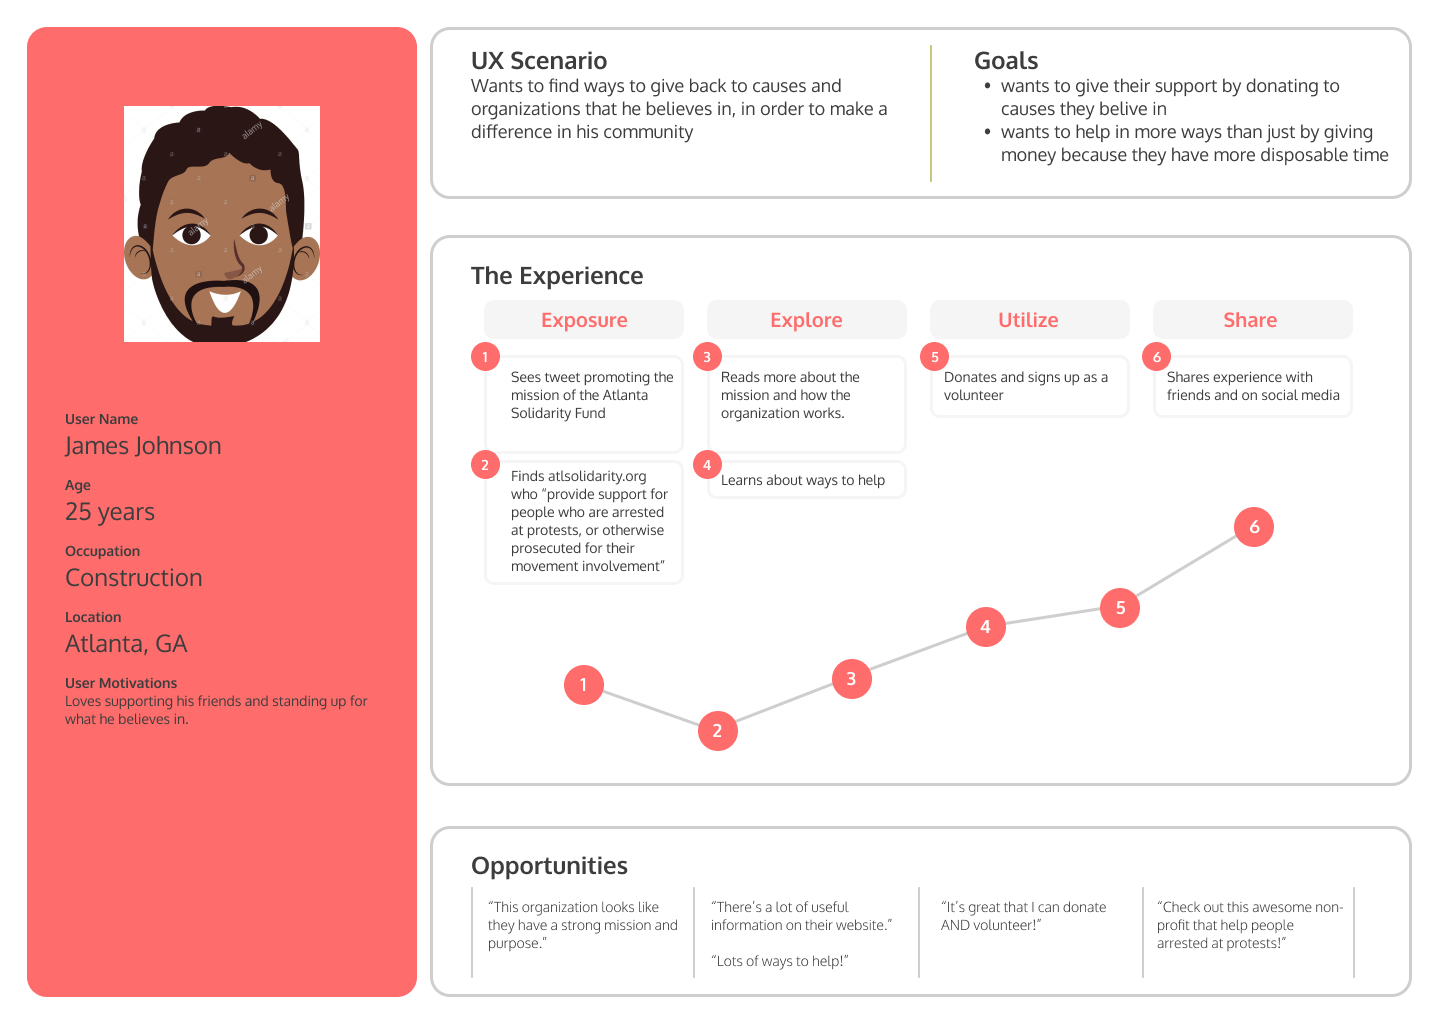 alamy
alamy
alamy
alamy
User Name
James Johnson
Age
25 years
Occupation
Construction
Location
Atlanta, GA
User Motivations
Loves supporting his friends and standing up for
what he believes in.
UX Scenario
Wants to find ways to give back to causes and
organizations that he believes in, in order to make a
difference in his community
Goals
• wants to give their support by donating to
causes they belive in
• wants to help in more ways than just by giving
money because they have more disposable time
The Experience
Exposure
1
Sees tweet promoting the
mission of the Atlanta
Solidarity Fund
2
Finds atlsolidarity.org
who “provide support for
people who are arrested
at protests, or otherwise
prosecuted for their
movement involvement”
Explore
3
Reads more about the
mission and how the
organization works.
4
Learns about ways to help
Utilize
5
Donates and signs up as a
volunteer
Share
6
Shares experience with
friends and on social media
1
2
3
4
5
6
Opportunities
“This organization looks like
they have a strong mission and
purpose.”
“There’s a lot of useful
information on their website.”
“Lots of ways to help!”
“It’s great that I can donate
AND volunteer!”
“Check out this awesome non-
profit that help people
arrested at protests!”